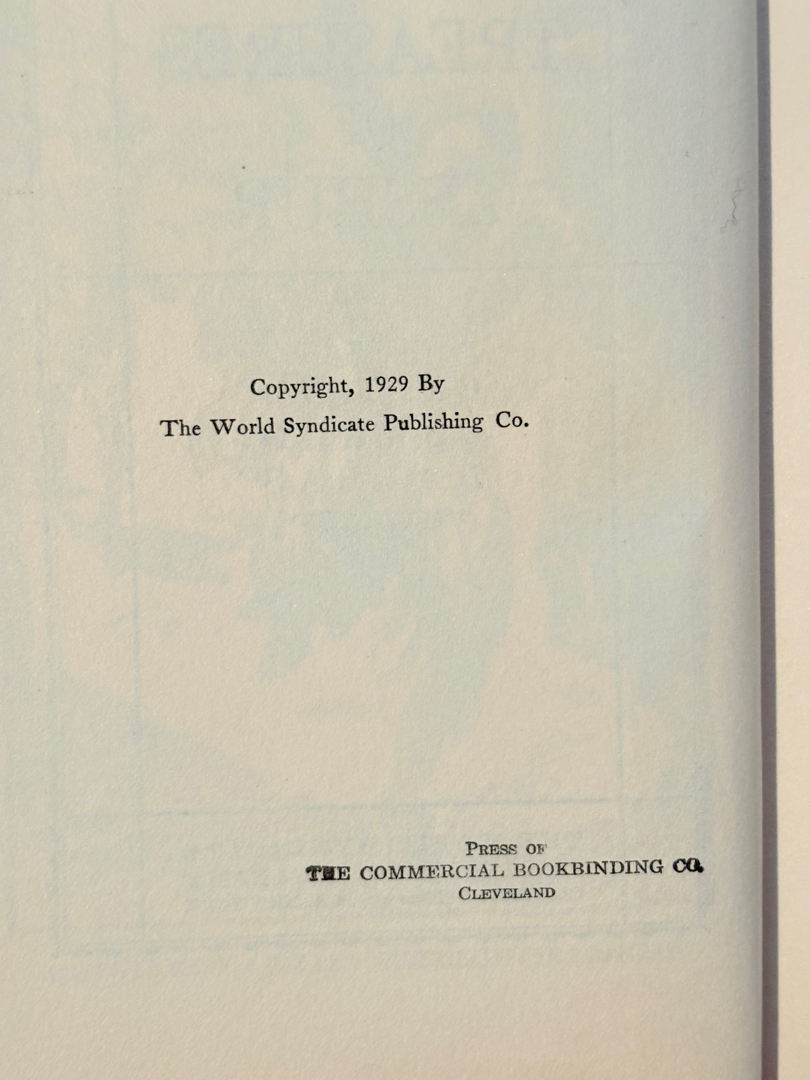 Copyright, 1929 By
The World Syndicate Publishing Co.
PRESS OF
THE COMMERCIAL BOOKBINDING CO.
CLEVELAND